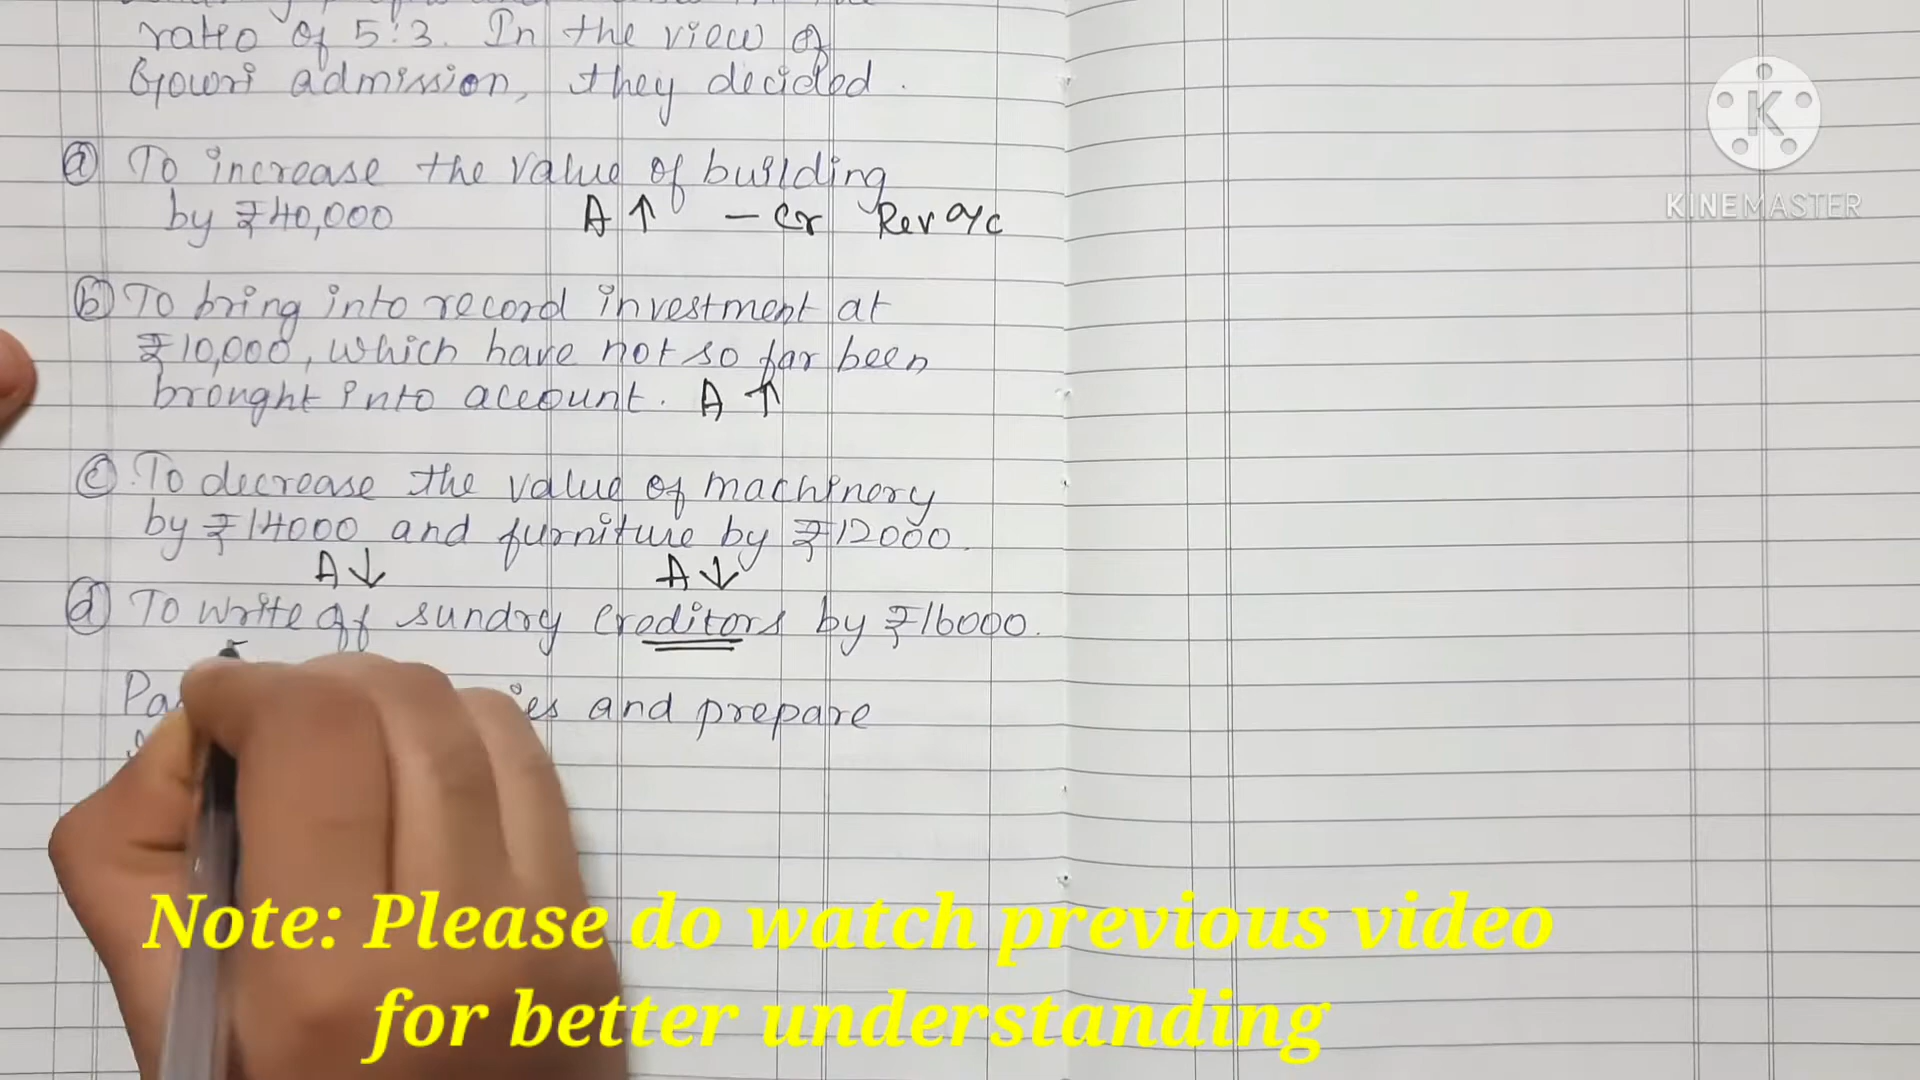 ratio of 5:3. In the view of
Gowri admission, they decided.
(a) To increase the value of building
by ₹40,000 A ↑ - Cr Rev a/c
(b) To bring into record investment at
₹10,000, which have not so far been
brought into account. A ↑
(c) To decrease the value of machinery
by ₹14000 and furniture by ₹12000.
A↓ A↓
(d) To write off sundry creditors by ₹16000.
and prepare
K
KINEMASTER
Note: Please do watch previous video
for better understanding